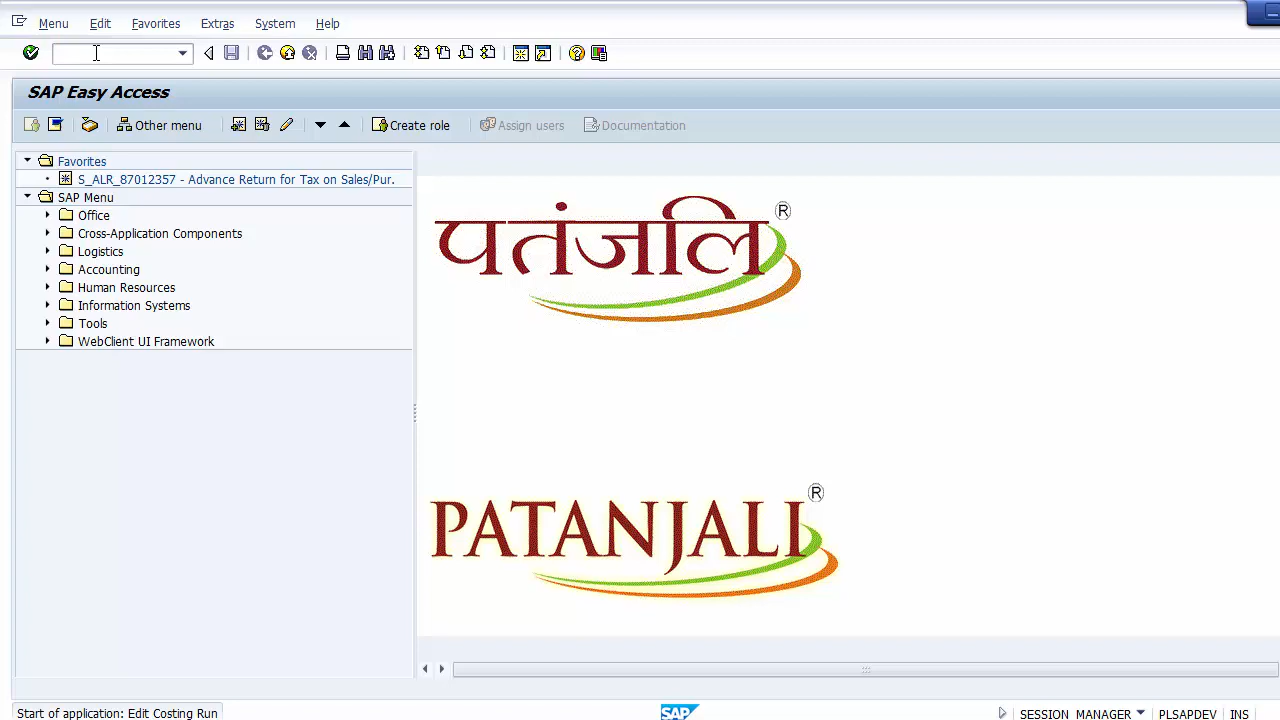 Menu Edit Favorites Extras System Help
SAP Easy Access
Other menu Create role Assign users Documentation
Favorites
S_ALR_87012357 - Advance Return for Tax on Sales/Pur.
SAP Menu
Office
Cross-Application Components
Logistics
Accounting
Human Resources
Information Systems
Tools
WebClient UI Framework
पतंजलि ®
PATANJALI ®
Start of application: Edit Costing Run SAP SESSION_MANAGER PLSAPDEV INS